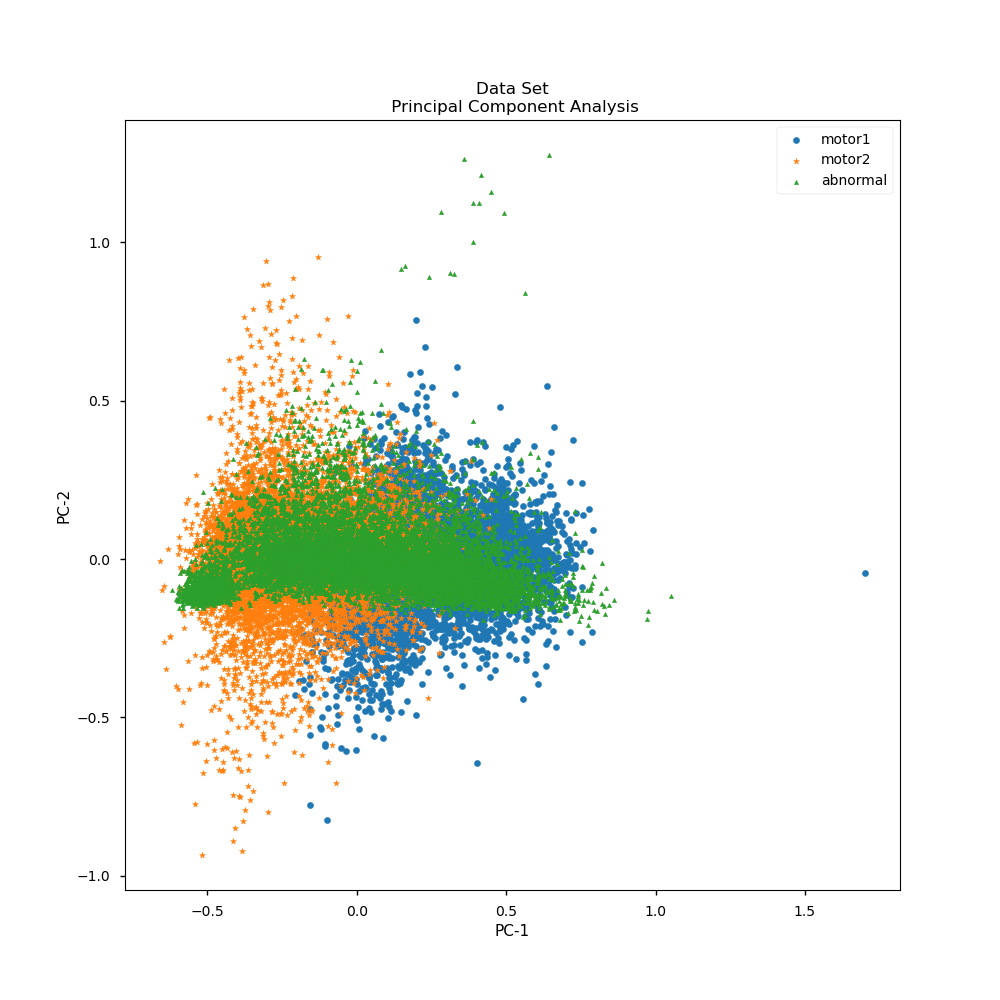 Data Set
Principal Component Analysis
motor1
motor2
abnormal
1.0
0.5
0.0
−0.5
−1.0
PC-2
−0.5
0.0
0.5
1.0
1.5
PC-1